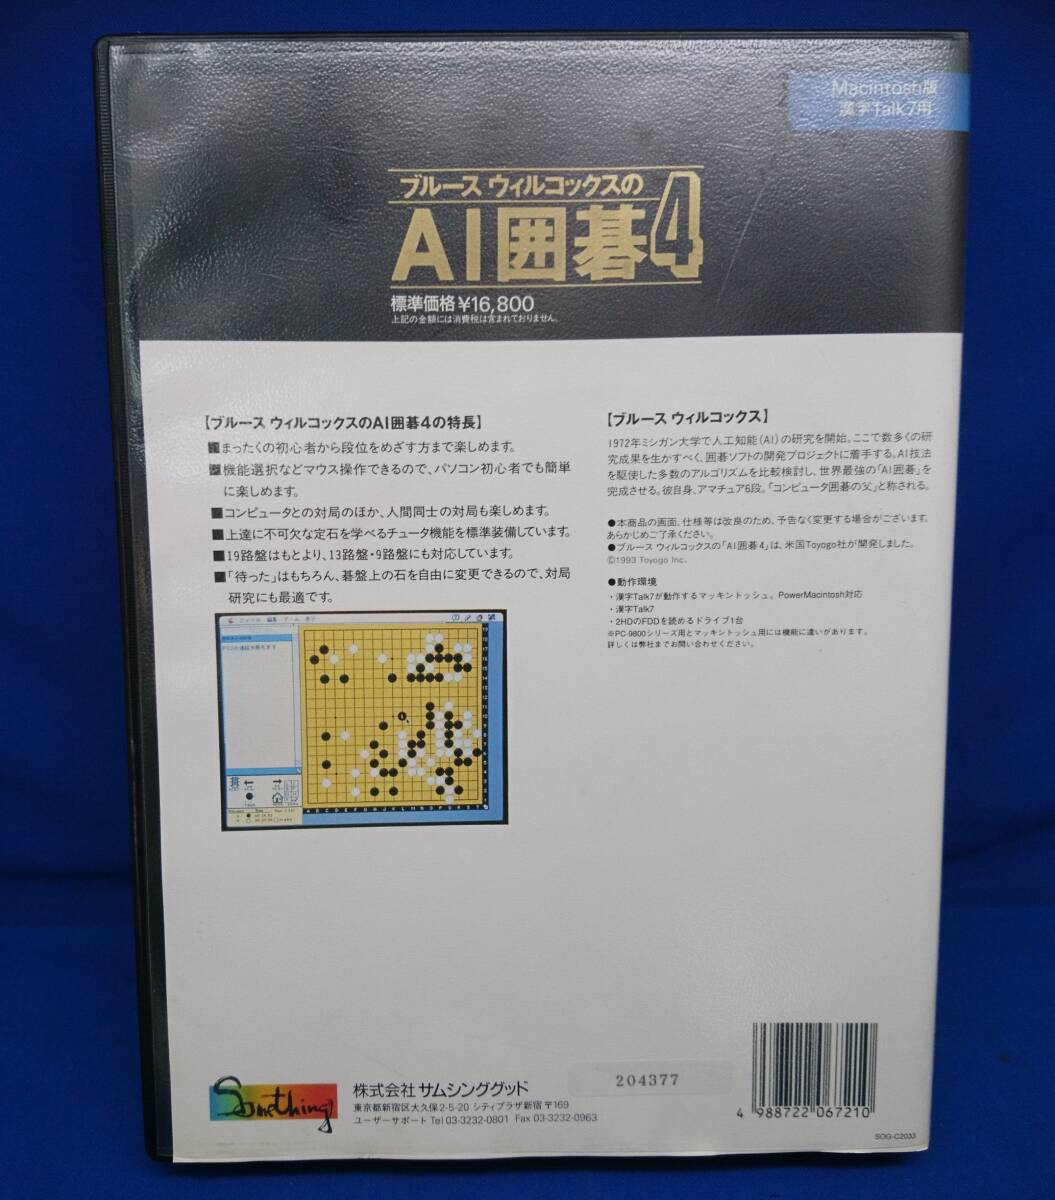 Macintosh版
漢字Talk7用
ブルース ウィルコックスの
AI囲碁4
標準価格¥16,800
上記の金額には消費税は含まれておりません。
【ブルース ウィルコックスのAI囲碁4の特長】
■まったくの初心者から段位をめざす方まで楽しめます。
■機能選択などマウス操作できるので、パソコン初心者でも簡単
に楽しめます。
■コンピュータとの対局のほか、人間同士の対局も楽しめます。
■上達に不可欠な定石を学べるチュータ機能を標準装備しています。
■19路盤はもとより、13路盤・9路盤にも対応しています。
■「待った」はもちろん、碁盤上の石を自由に変更できるので、対局
研究にも最適です。
ファイル 編集 ゲーム 表示
【ブルース ウィルコックス】
1972年ミシガン大学で人工知能(AI)の研究を開始。ここで数多くの研
究成果を生かすべく、囲碁ソフトの開発プロジェクトに着手する。AI技法
を駆使した多数のアルゴリズムを比較検討し、世界最強の「AI囲碁」を
完成させる。彼自身、アマチュア6段。「コンピュータ囲碁の父」と称される。
●本商品の画面、仕様等は改良のため、予告なく変更する場合がございます。
あらかじめご了承ください。
●ブルース ウィルコックスの「AI囲碁4」は、米国Toyogo社が開発しました。
©1993 Toyogo Inc.
●動作環境
・漢字Talk7が動作するマッキントッシュ。PowerMacintosh対応
・漢字Talk7
・2HDのFDDを読めるドライブ1台
※PC-9800シリーズ用とマッキントッシュ用には機能に違いがあります。
詳しくは弊社までお問い合わせください。
Something
株式会社 サムシンググッド
東京都新宿区大久保2-5-20 シティプラザ新宿 〒169
ユーザーサポート Tel 03-3232-0801 Fax 03-3232-0963
204377
4 988722 067210
SOG-C2033